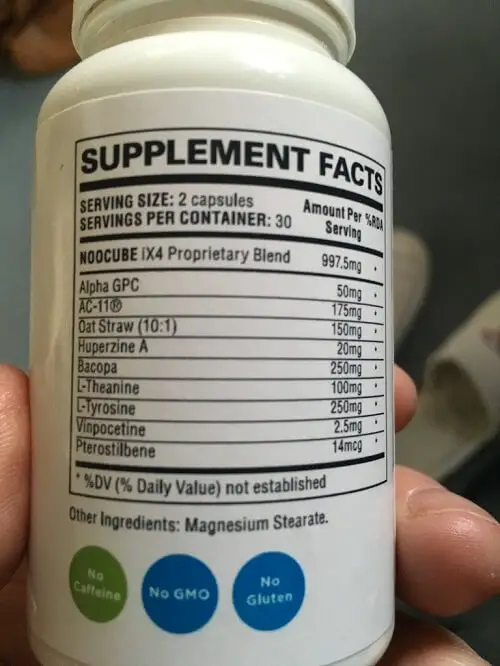 SUPPLEMENT FACTS
SERVING SIZE: 2 capsules
SERVINGS PER CONTAINER: 30
Amount Per Serving %RDA
NOOCUBE iX4 Proprietary Blend 997.5mg *
Alpha GPC 50mg *
AC-11® 175mg *
Oat Straw (10:1) 150mg *
Huperzine A 20mg *
Bacopa 250mg *
L-Theanine 100mg *
L-Tyrosine 250mg *
Vinpocetine 2.5mg *
Pterostilbene 14mcg *
* %DV (% Daily Value) not established
Other Ingredients: Magnesium Stearate.
No Caffeine
No GMO
No Gluten